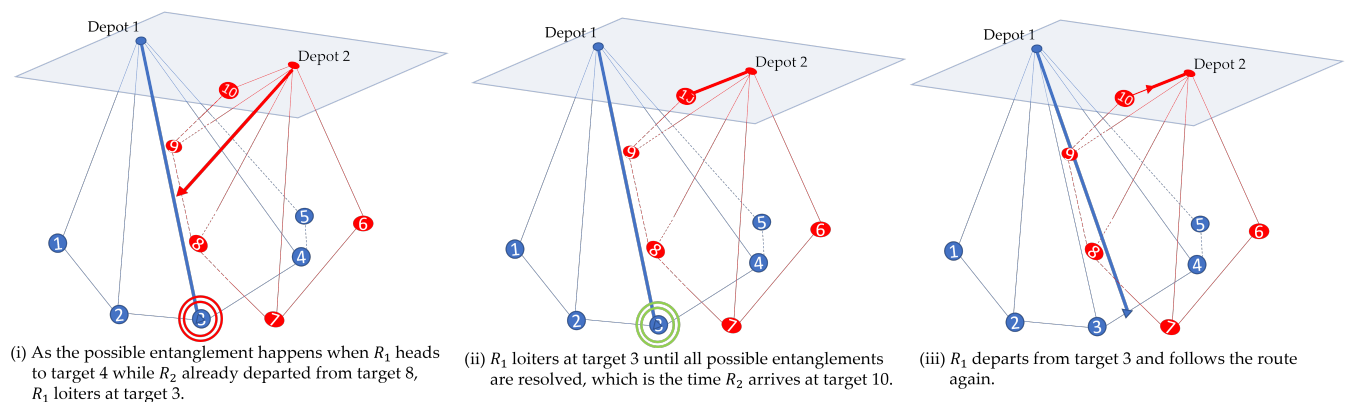 Depot 1
Depot 2
10
9
5
6
1
8
4
2
3
7
(i) As the possible entanglement happens when R₁ heads
to target 4 while R₂ already departed from target 8,
R₁ loiters at target 3.
Depot 1
Depot 2
10
9
5
6
1
8
4
2
3
7
(ii) R₁ loiters at target 3 until all possible entanglements
are resolved, which is the time R₂ arrives at target 10.
Depot 1
Depot 2
10
9
5
6
1
8
4
2
3
7
(iii) R₁ departs from target 3 and follows the route
again.